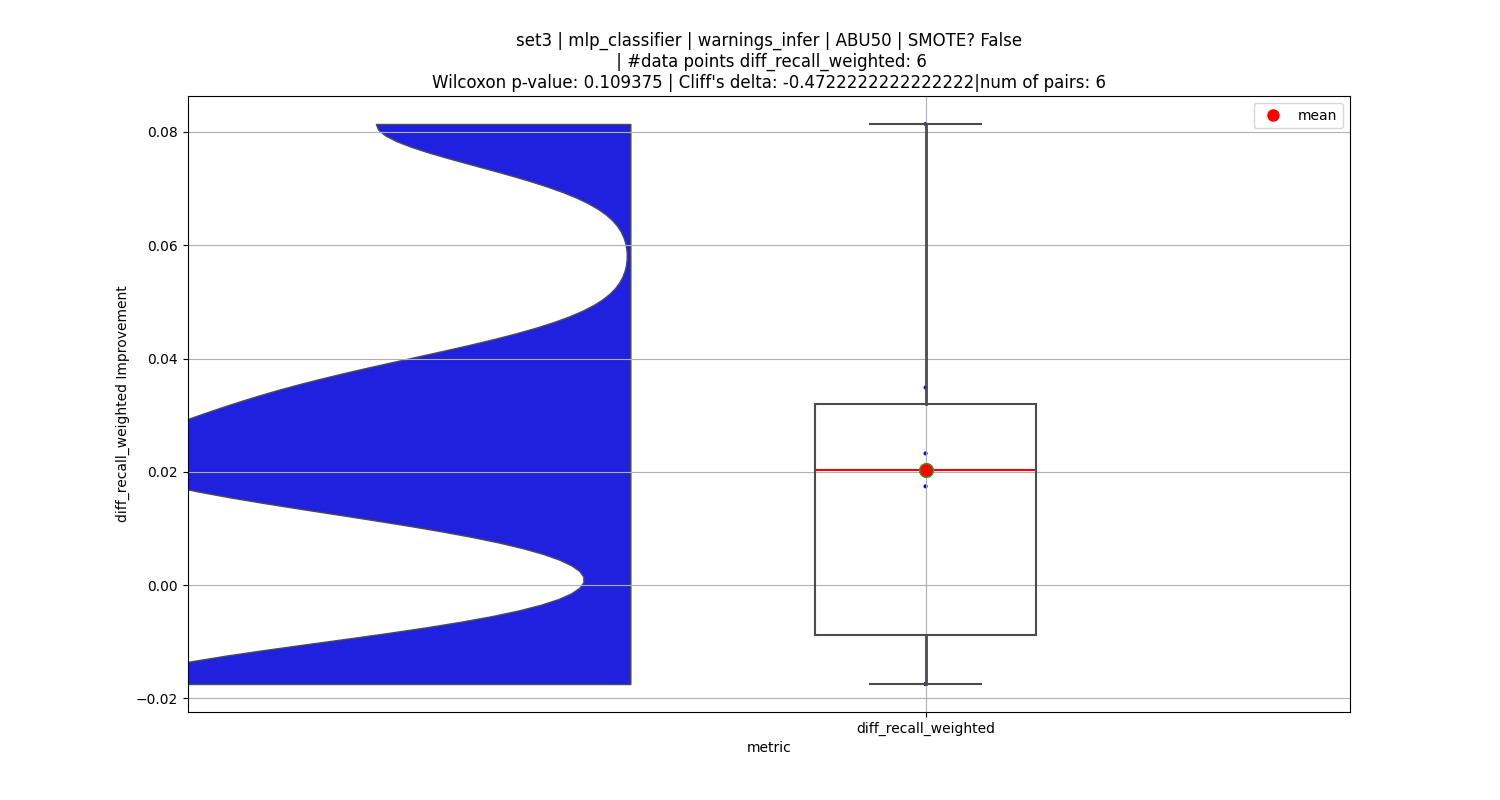 set3 | mlp_classifier | warnings_infer | ABU50 | SMOTE? False
| #data points diff_recall_weighted: 6
Wilcoxon p-value: 0.109375 | Cliff's delta: -0.4722222222222222|num of pairs: 6
mean
0.08
0.06
0.04
0.02
0.00
−0.02
diff_recall_weighted Improvement
diff_recall_weighted
metric